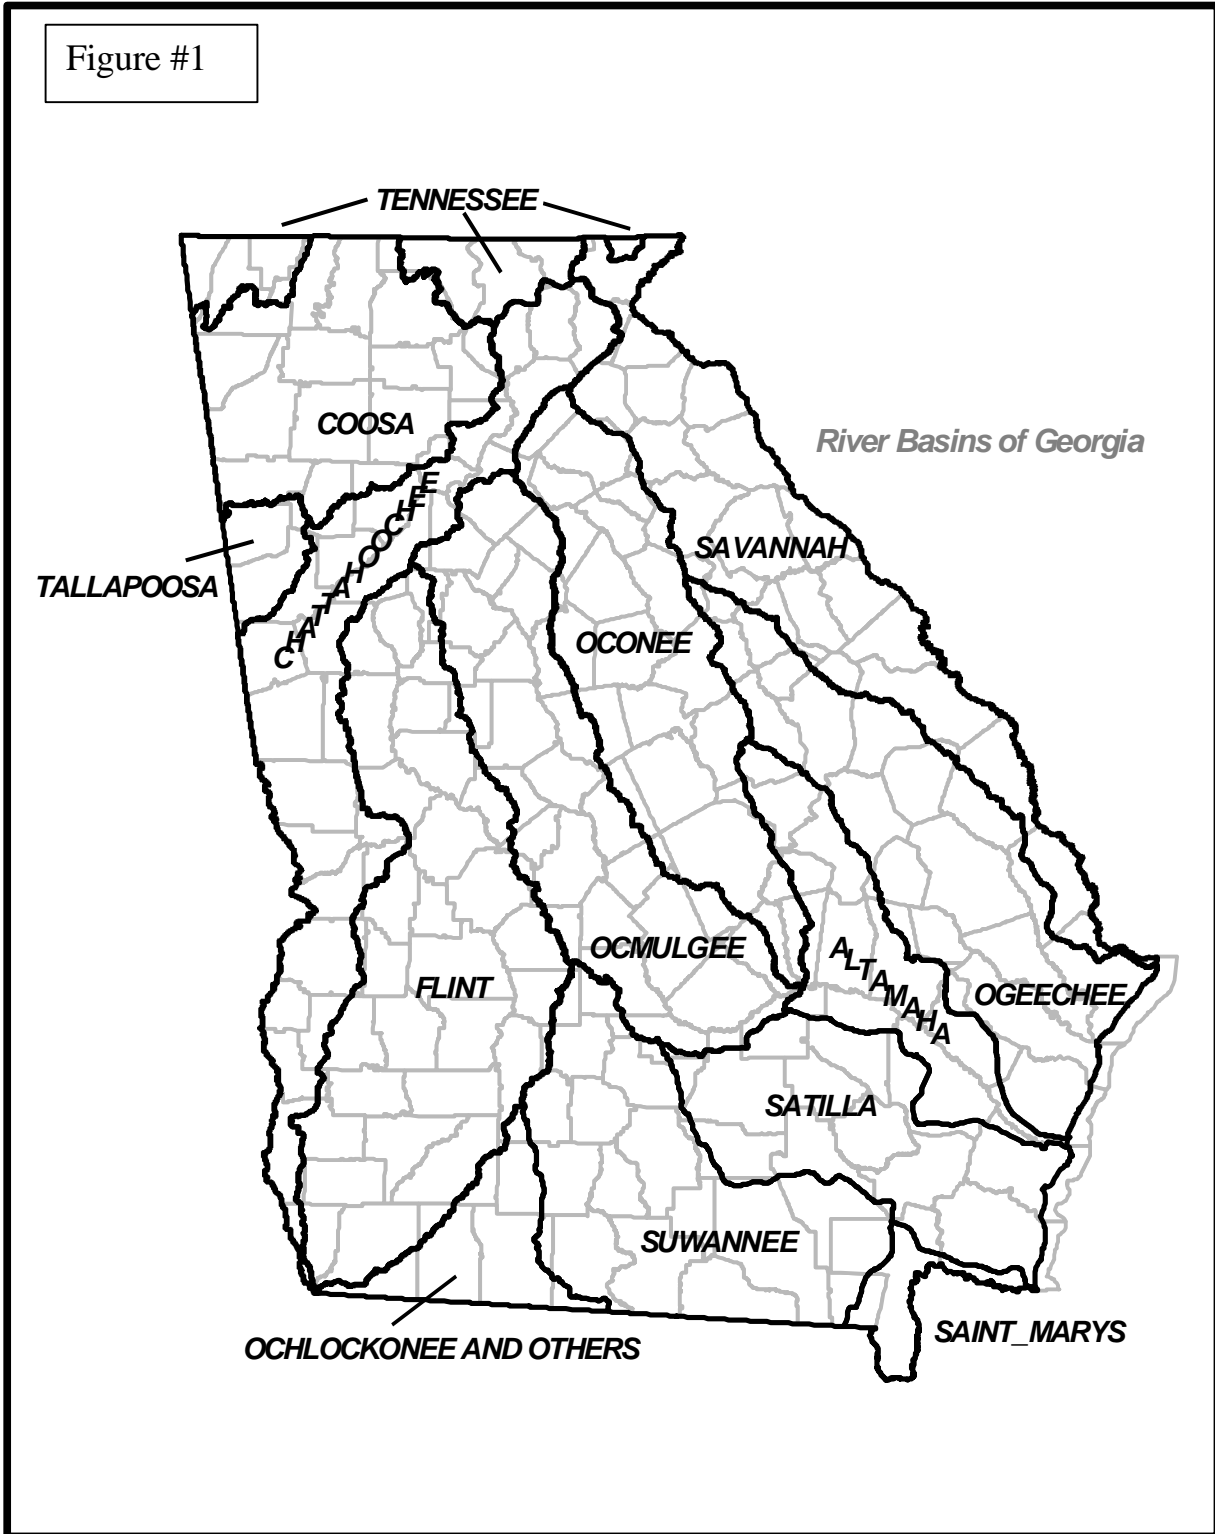 Figure #1
TENNESSEE
COOSA
River Basins of Georgia
CHATTAHOOCHEE
SAVANNAH
TALLAPOOSA
OCONEE
OCMULGEE
ALTAMAHA
FLINT
OGEECHEE
SATILLA
SUWANNEE
SAINT_MARYS
OCHLOCKONEE AND OTHERS